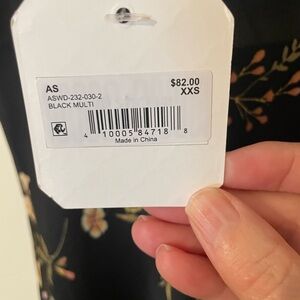 AS $82.00
ASWD-232-030-2 XXS
BLACK MULTI
4 10005 84718 8
Made in China